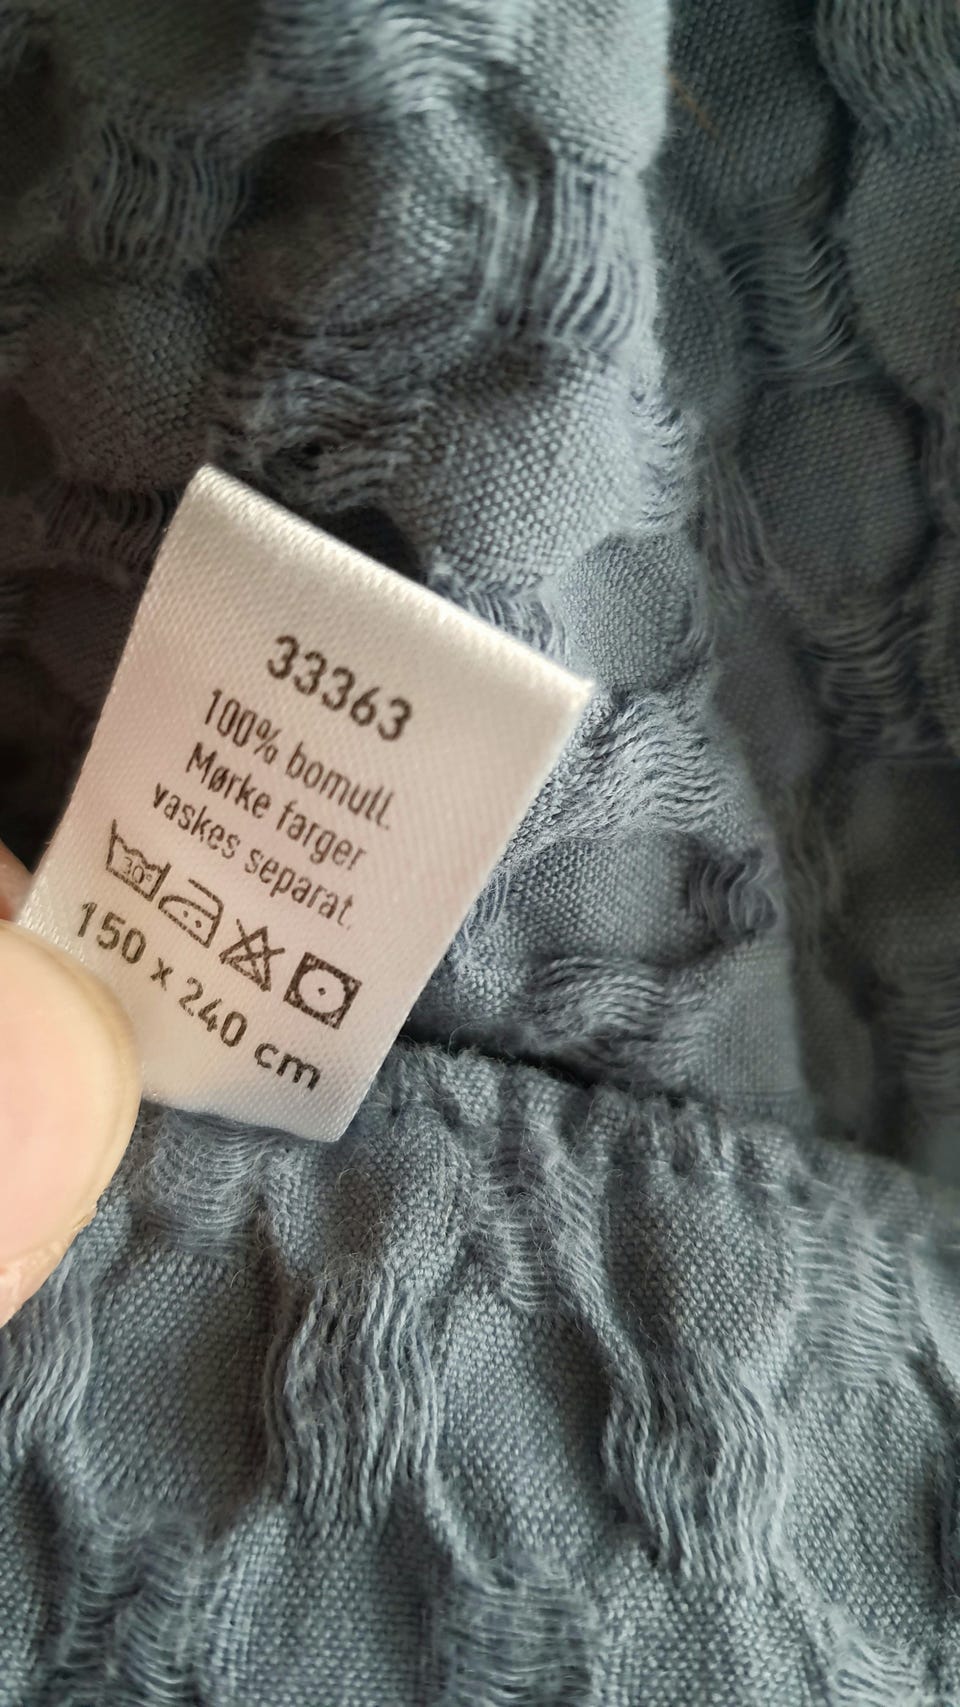 33363
100% bomull.
Mørke farger
vaskes separat.
30°
150 x 240 cm